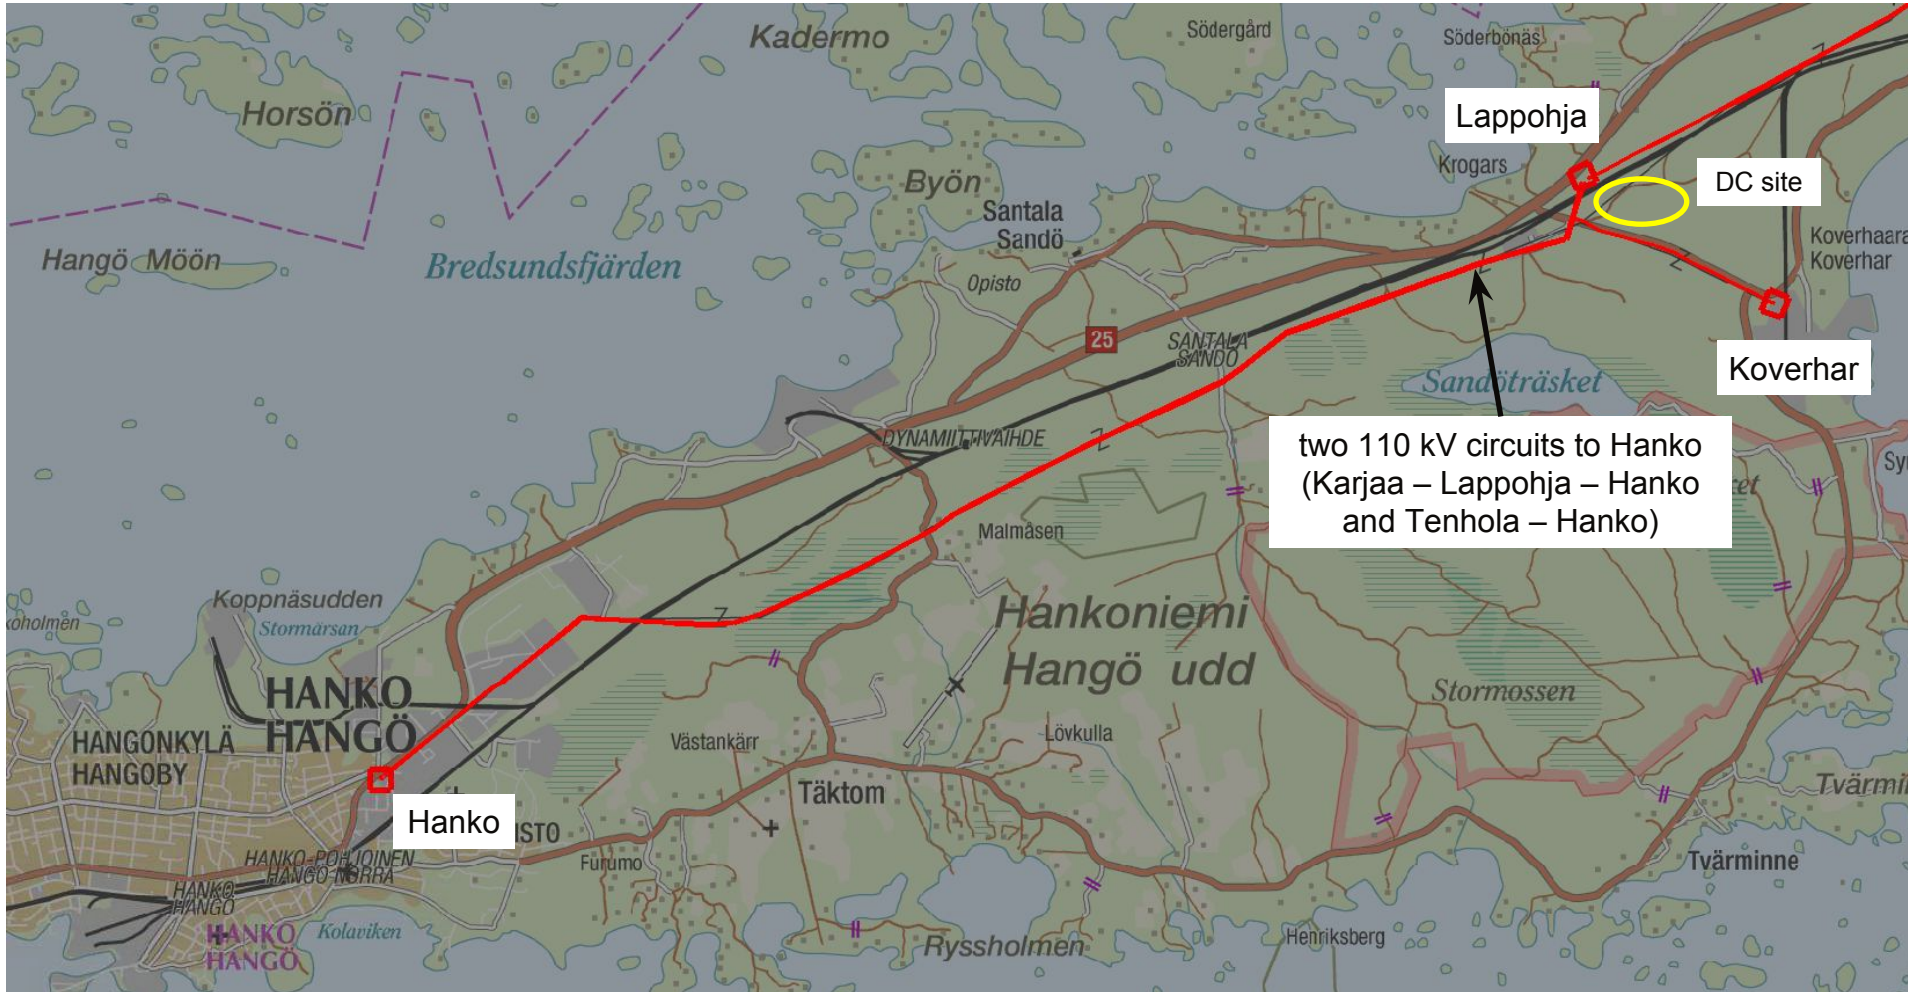 Kadermo
Södergård
Söderbönäs
Horsön
Lappohja
Krogars
Byön
DC site
Santala
Sandö
Koverhaara
Koverhar
Hangö Möön
Bredsundsfjärden
Opisto
25
SANTALA
SANDÖ
Koverhar
Sandöträsket
DYNAMIITTIVAIHDE
two 110 kV circuits to Hanko
(Karjaa – Lappohja – Hanko
and Tenhola – Hanko)
Malmåsen
Koppnäsudden
Stormärsan
Hankoniemi
Hangö udd
HANKO
HANGÖ
Stormossen
HANGONKYLÄ
HANGOBY
Västankärr
Lövkulla
Täktom
Hanko
Furumo
HANKO-POHJOINEN
HANGÖ NORRA
HANKO
HANGÖ
Tvärminne
HANKO
HANGÖ
Kolaviken
Ryssholmen
Henriksberg